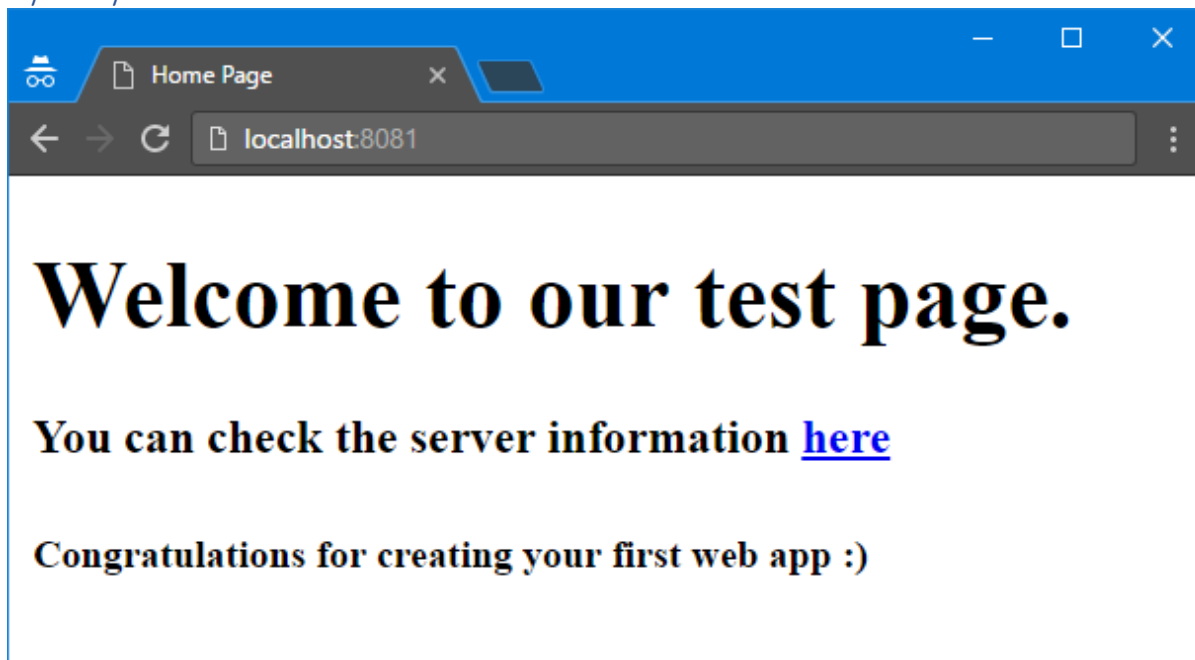 Home Page
localhost:8081
Welcome to our test page.
You can check the server information here
Congratulations for creating your first web app :)